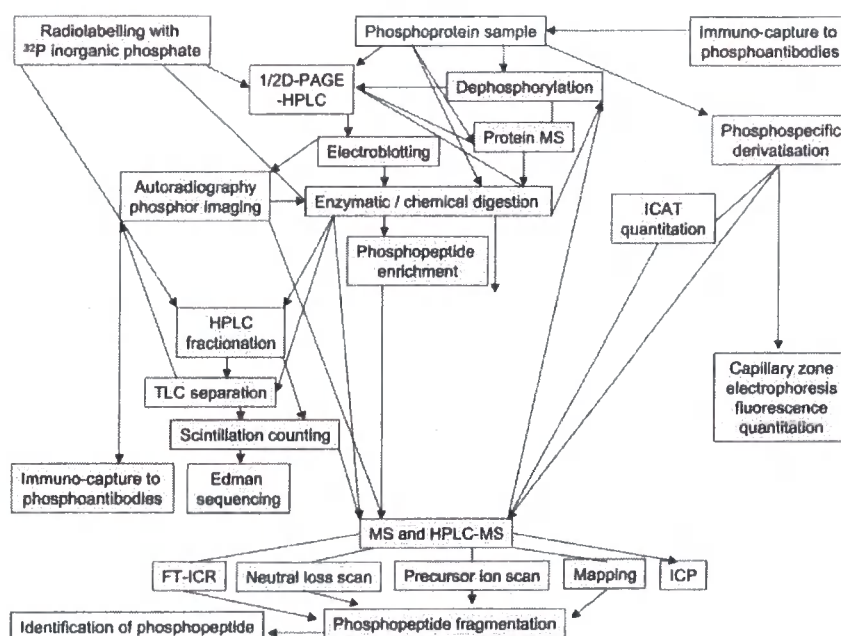 Radiolabelling with
³²P inorganic phosphate
Phosphoprotein sample
Immuno-capture to
phosphoantibodies
1/2D-PAGE
-HPLC
Dephosphorylation
Protein MS
Phosphospecific
derivatisation
Electroblotting
Autoradiography
phosphor imaging
Enzymatic / chemical digestion
ICAT
quantitation
Phosphopeptide
enrichment
HPLC
fractionation
TLC separation
Capillary zone
electrophoresis
fluorescence
quantitation
Scintillation counting
Immuno-capture to
phosphoantibodies
Edman
sequencing
MS and HPLC-MS
FT-ICR
Neutral loss scan
Precursor ion scan
Mapping
ICP
Identification of phosphopeptide
Phosphopeptide fragmentation